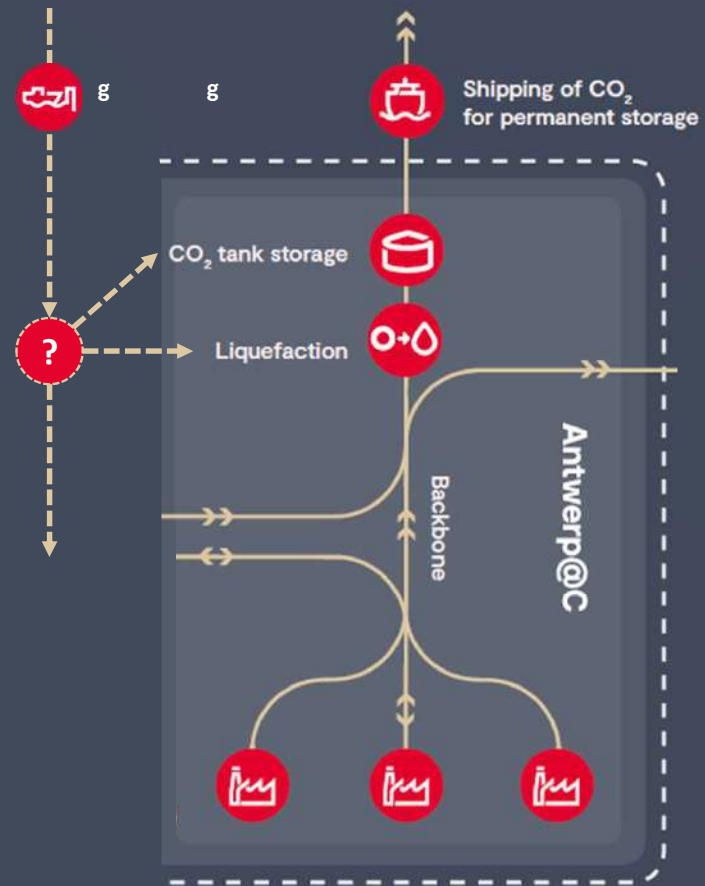 g g
Shipping of CO₂
for permanent storage
CO₂ tank storage
?
Liquefaction
Antwerp@C
Backbone